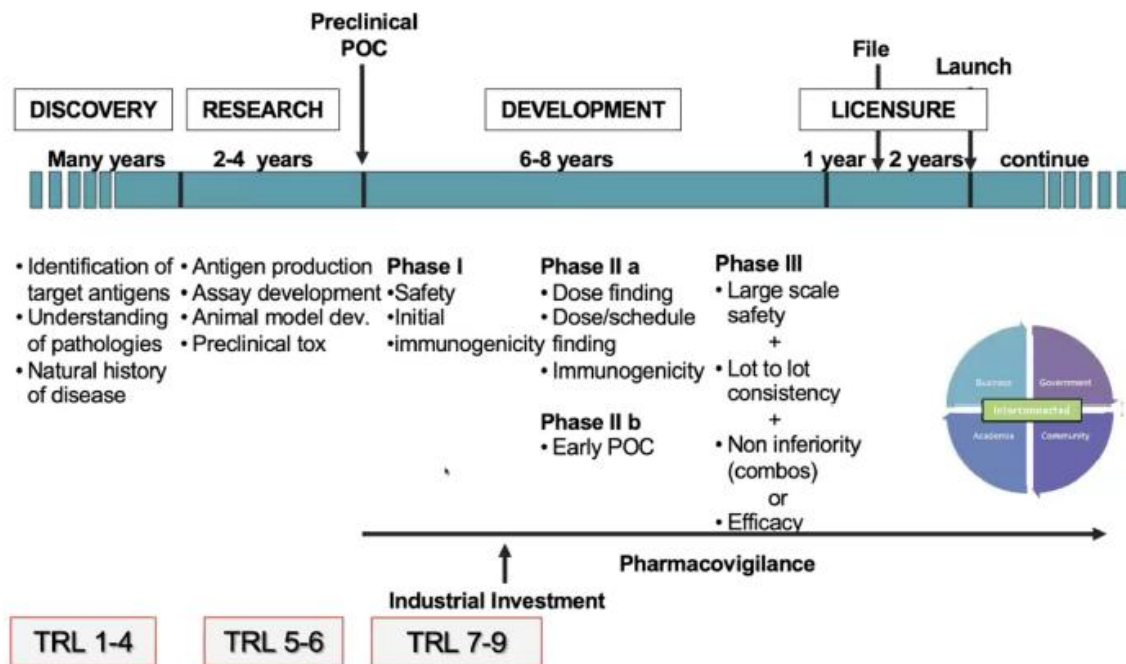 Preclinical
POC
File
Launch
DISCOVERY
RESEARCH
DEVELOPMENT
LICENSURE
Many years
2-4 years
6-8 years
1 year
2 years
continue
• Identification of
target antigens
• Understanding
of pathologies
• Natural history
of disease
• Antigen production
• Assay development
• Animal model dev.
• Preclinical tox
Phase I
• Safety
• Initial
• immunogenicity
Phase II a
• Dose finding
• Dose/schedule
finding
• Immunogenicity
Phase II b
• Early POC
Phase III
• Large scale
safety
+
• Lot to lot
consistency
+
• Non inferiority
(combos)
or
• Efficacy
Business
Government
Interconnected
Academia
Community
Pharmacovigilance
Industrial Investment
TRL 1-4
TRL 5-6
TRL 7-9